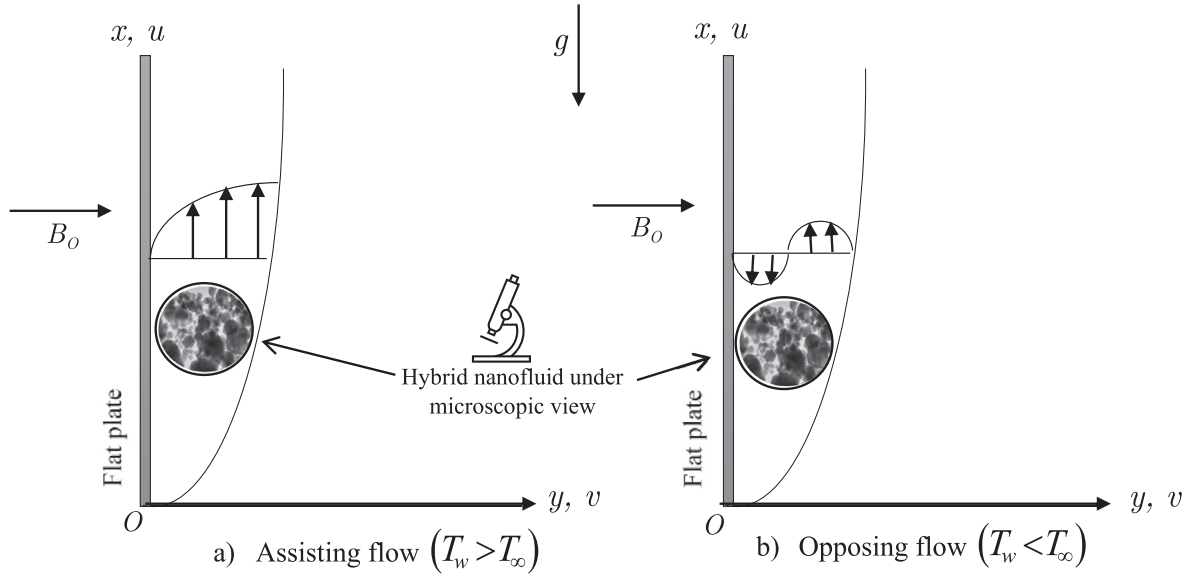 x, u
g
x, u
B_O
B_O
Hybrid nanofluid under
microscopic view
Flat plate
Flat plate
y, v
y, v
O
O
a) Assisting flow (T_w > T_∞)
b) Opposing flow (T_w < T_∞)